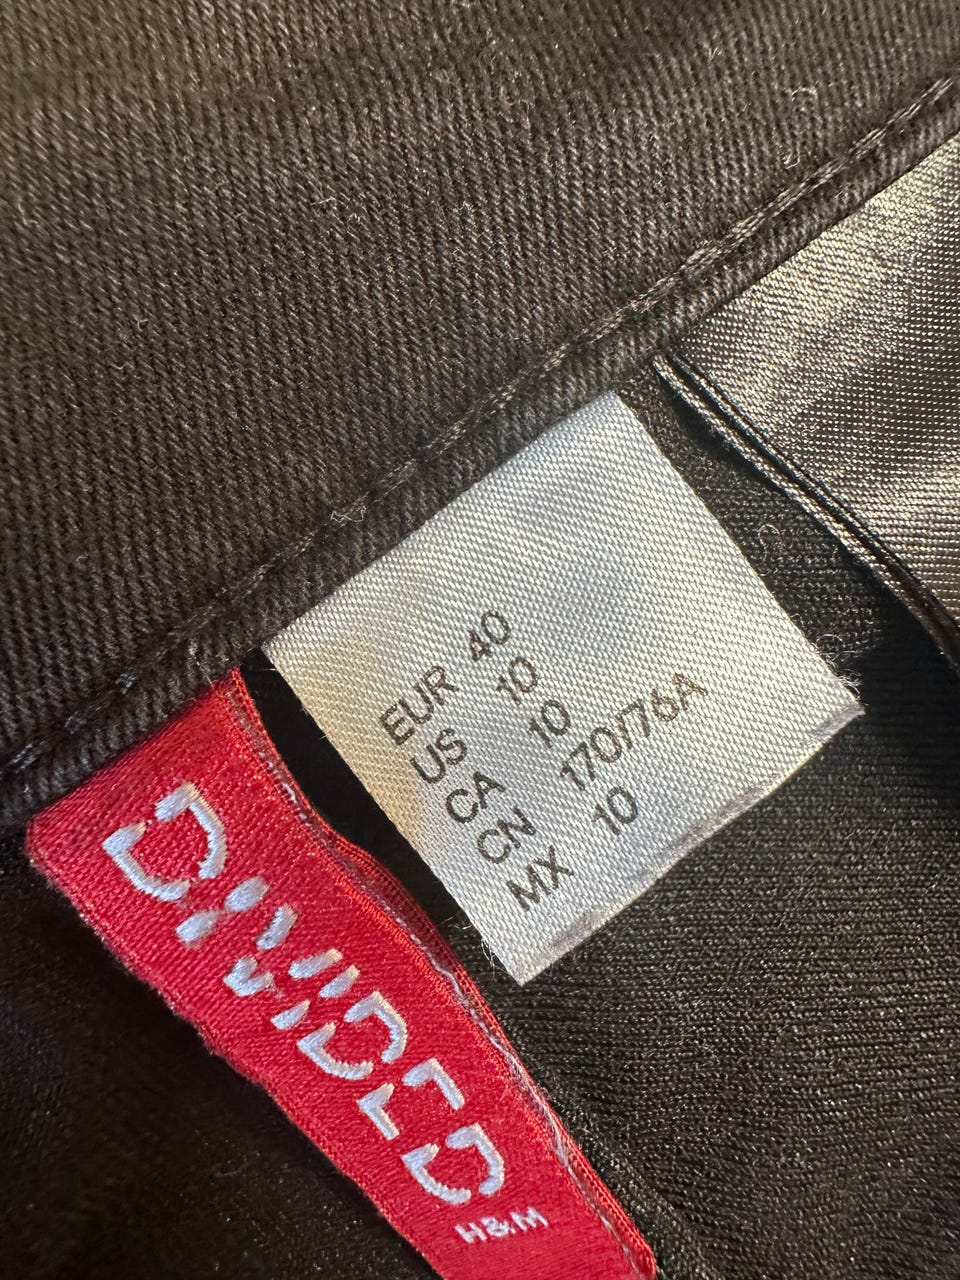 EUR 40
US 10
CA 10
CN 170/76A
MX 10
DIVIDED
H&M